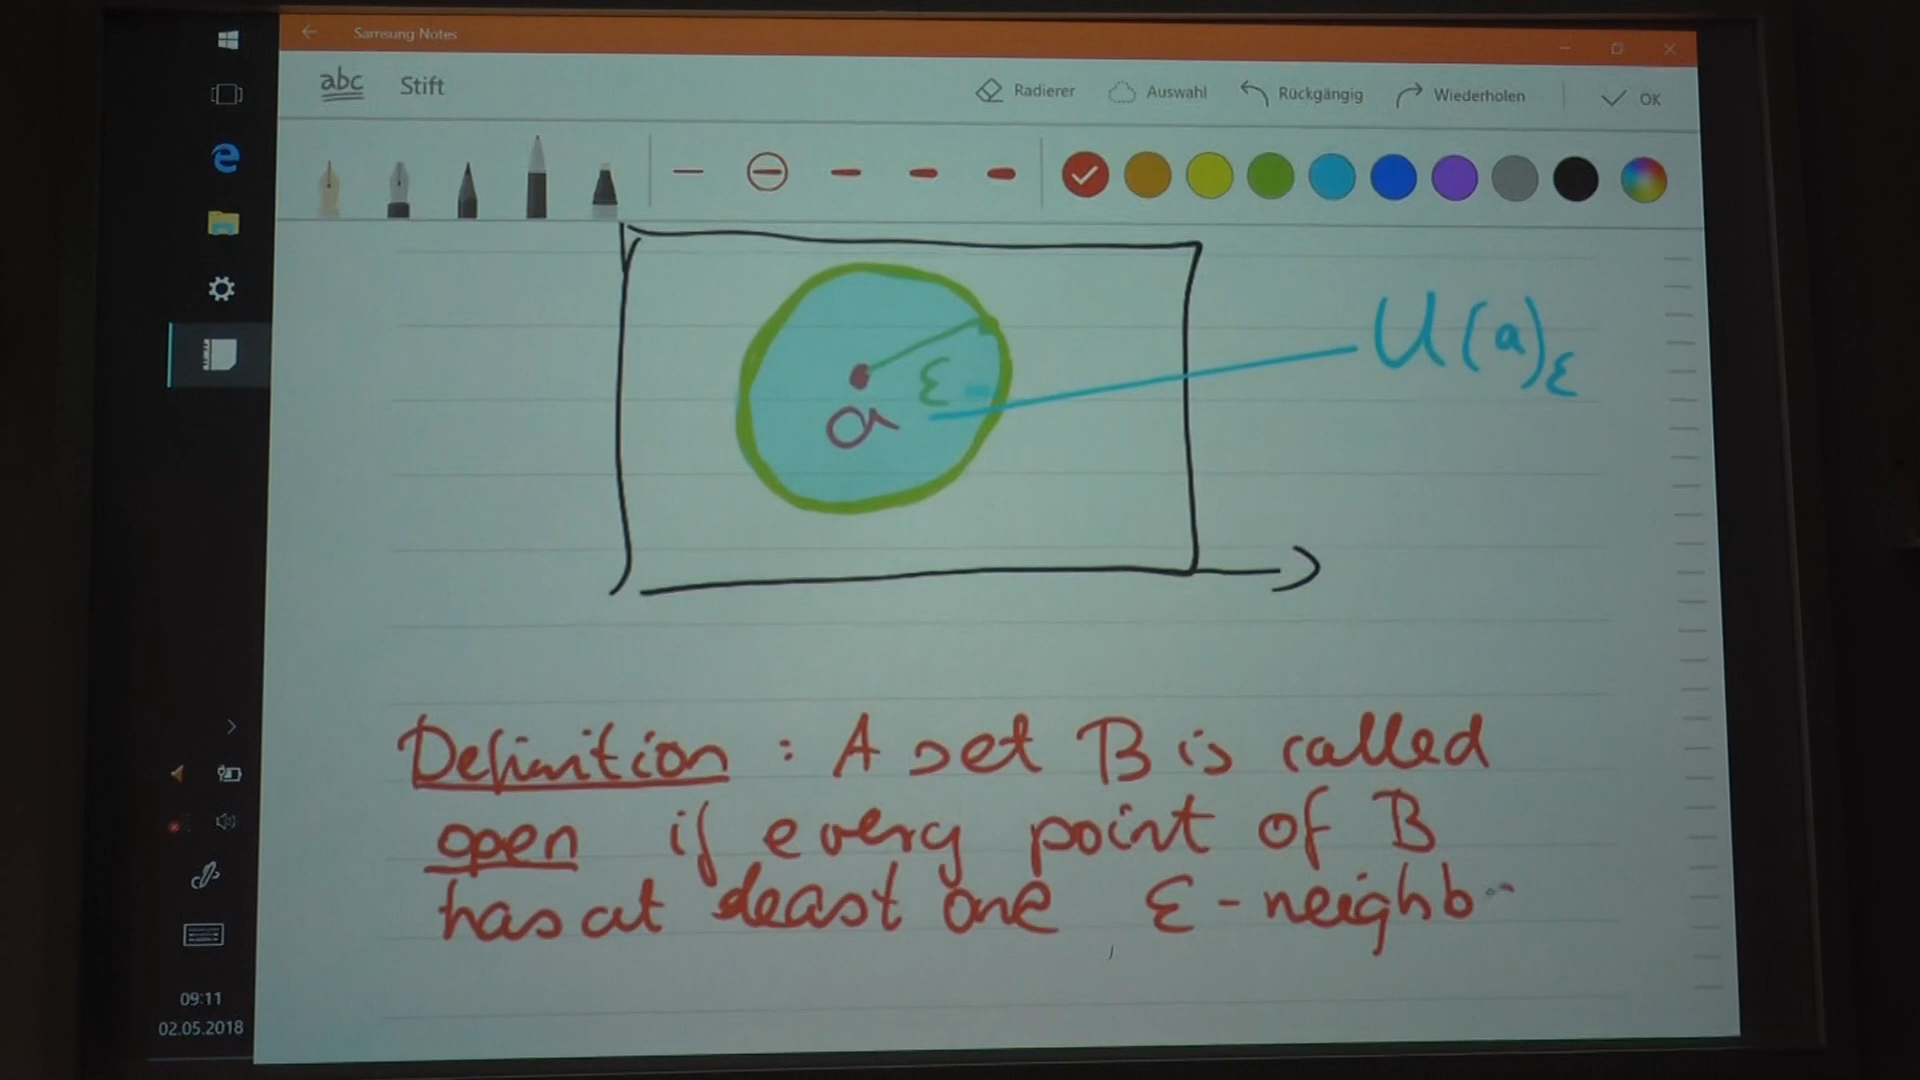 Samsung Notes
abc Stift Radierer Auswahl Rückgängig Wiederholen OK
U(a)ε
ε
a
Definition : A set B is called
open if every point of B
has at least one ε - neighb
09:11
02.05.2018